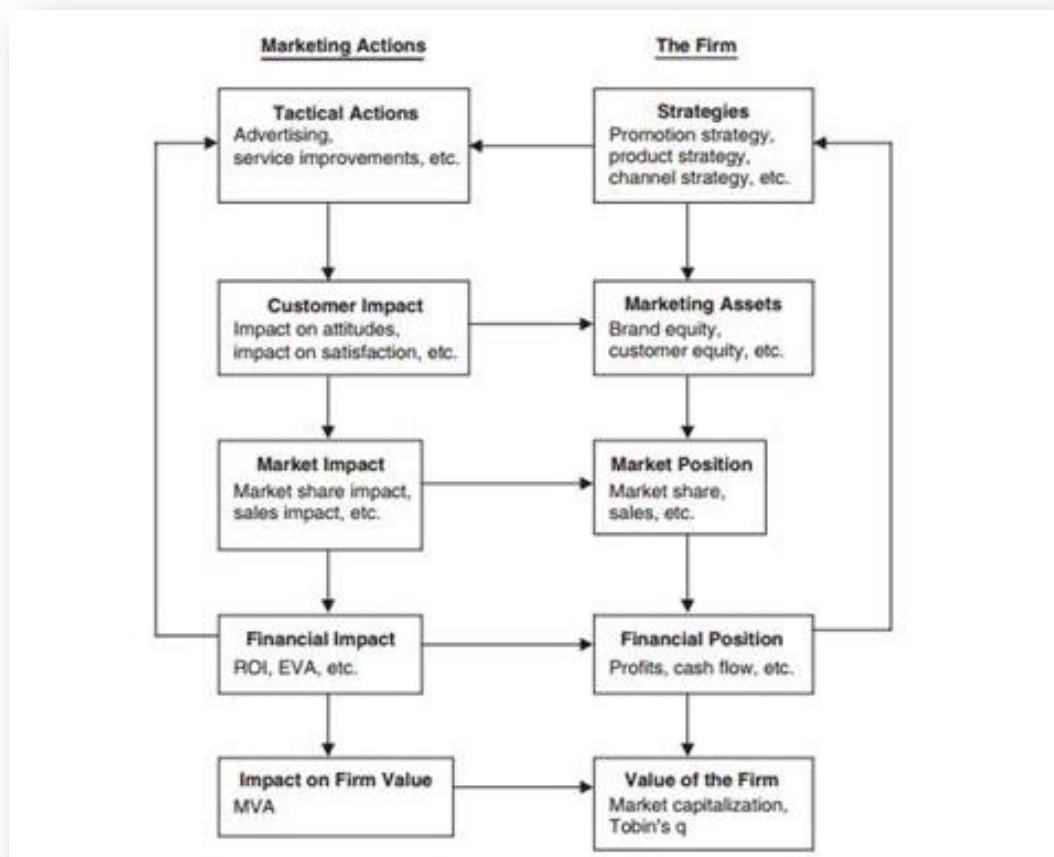 Marketing Actions
The Firm
Tactical Actions
Advertising,
service improvements, etc.
Strategies
Promotion strategy,
product strategy,
channel strategy, etc.
Customer Impact
Impact on attitudes,
impact on satisfaction, etc.
Marketing Assets
Brand equity,
customer equity, etc.
Market Impact
Market share impact,
sales impact, etc.
Market Position
Market share,
sales, etc.
Financial Impact
ROI, EVA, etc.
Financial Position
Profits, cash flow, etc.
Impact on Firm Value
MVA
Value of the Firm
Market capitalization,
Tobin's q